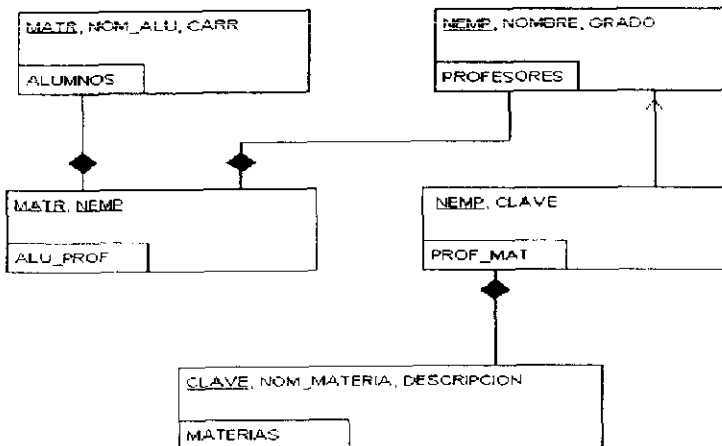 MATR, NOM_ALU, CARR
ALUMNOS
NEMP, NOMBRE, GRADO
PROFESORES
MATR, NEMP
ALU_PROF
NEMP, CLAVE
PROF_MAT
CLAVE, NOM_MATERIA, DESCRIPCION
MATERIAS